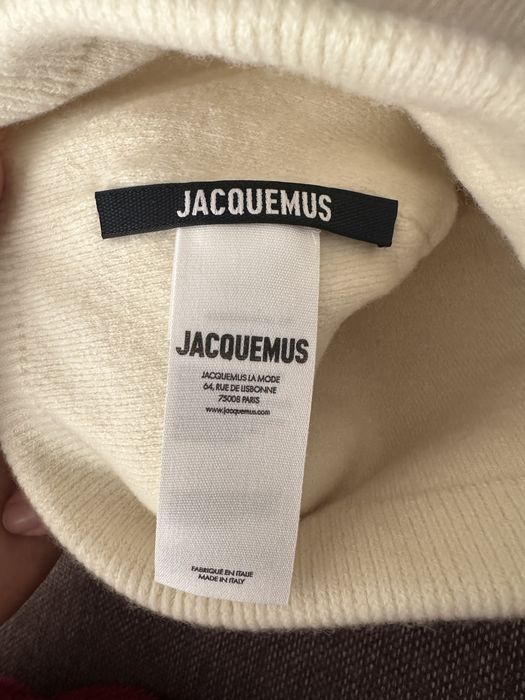 JACQUEMUS
JACQUEMUS
JACQUEMUS LA MODE
64, RUE DE LISBONNE
75008 PARIS
www.jacquemus.com
FABRIQUÉ EN ITALIE
MADE IN ITALY